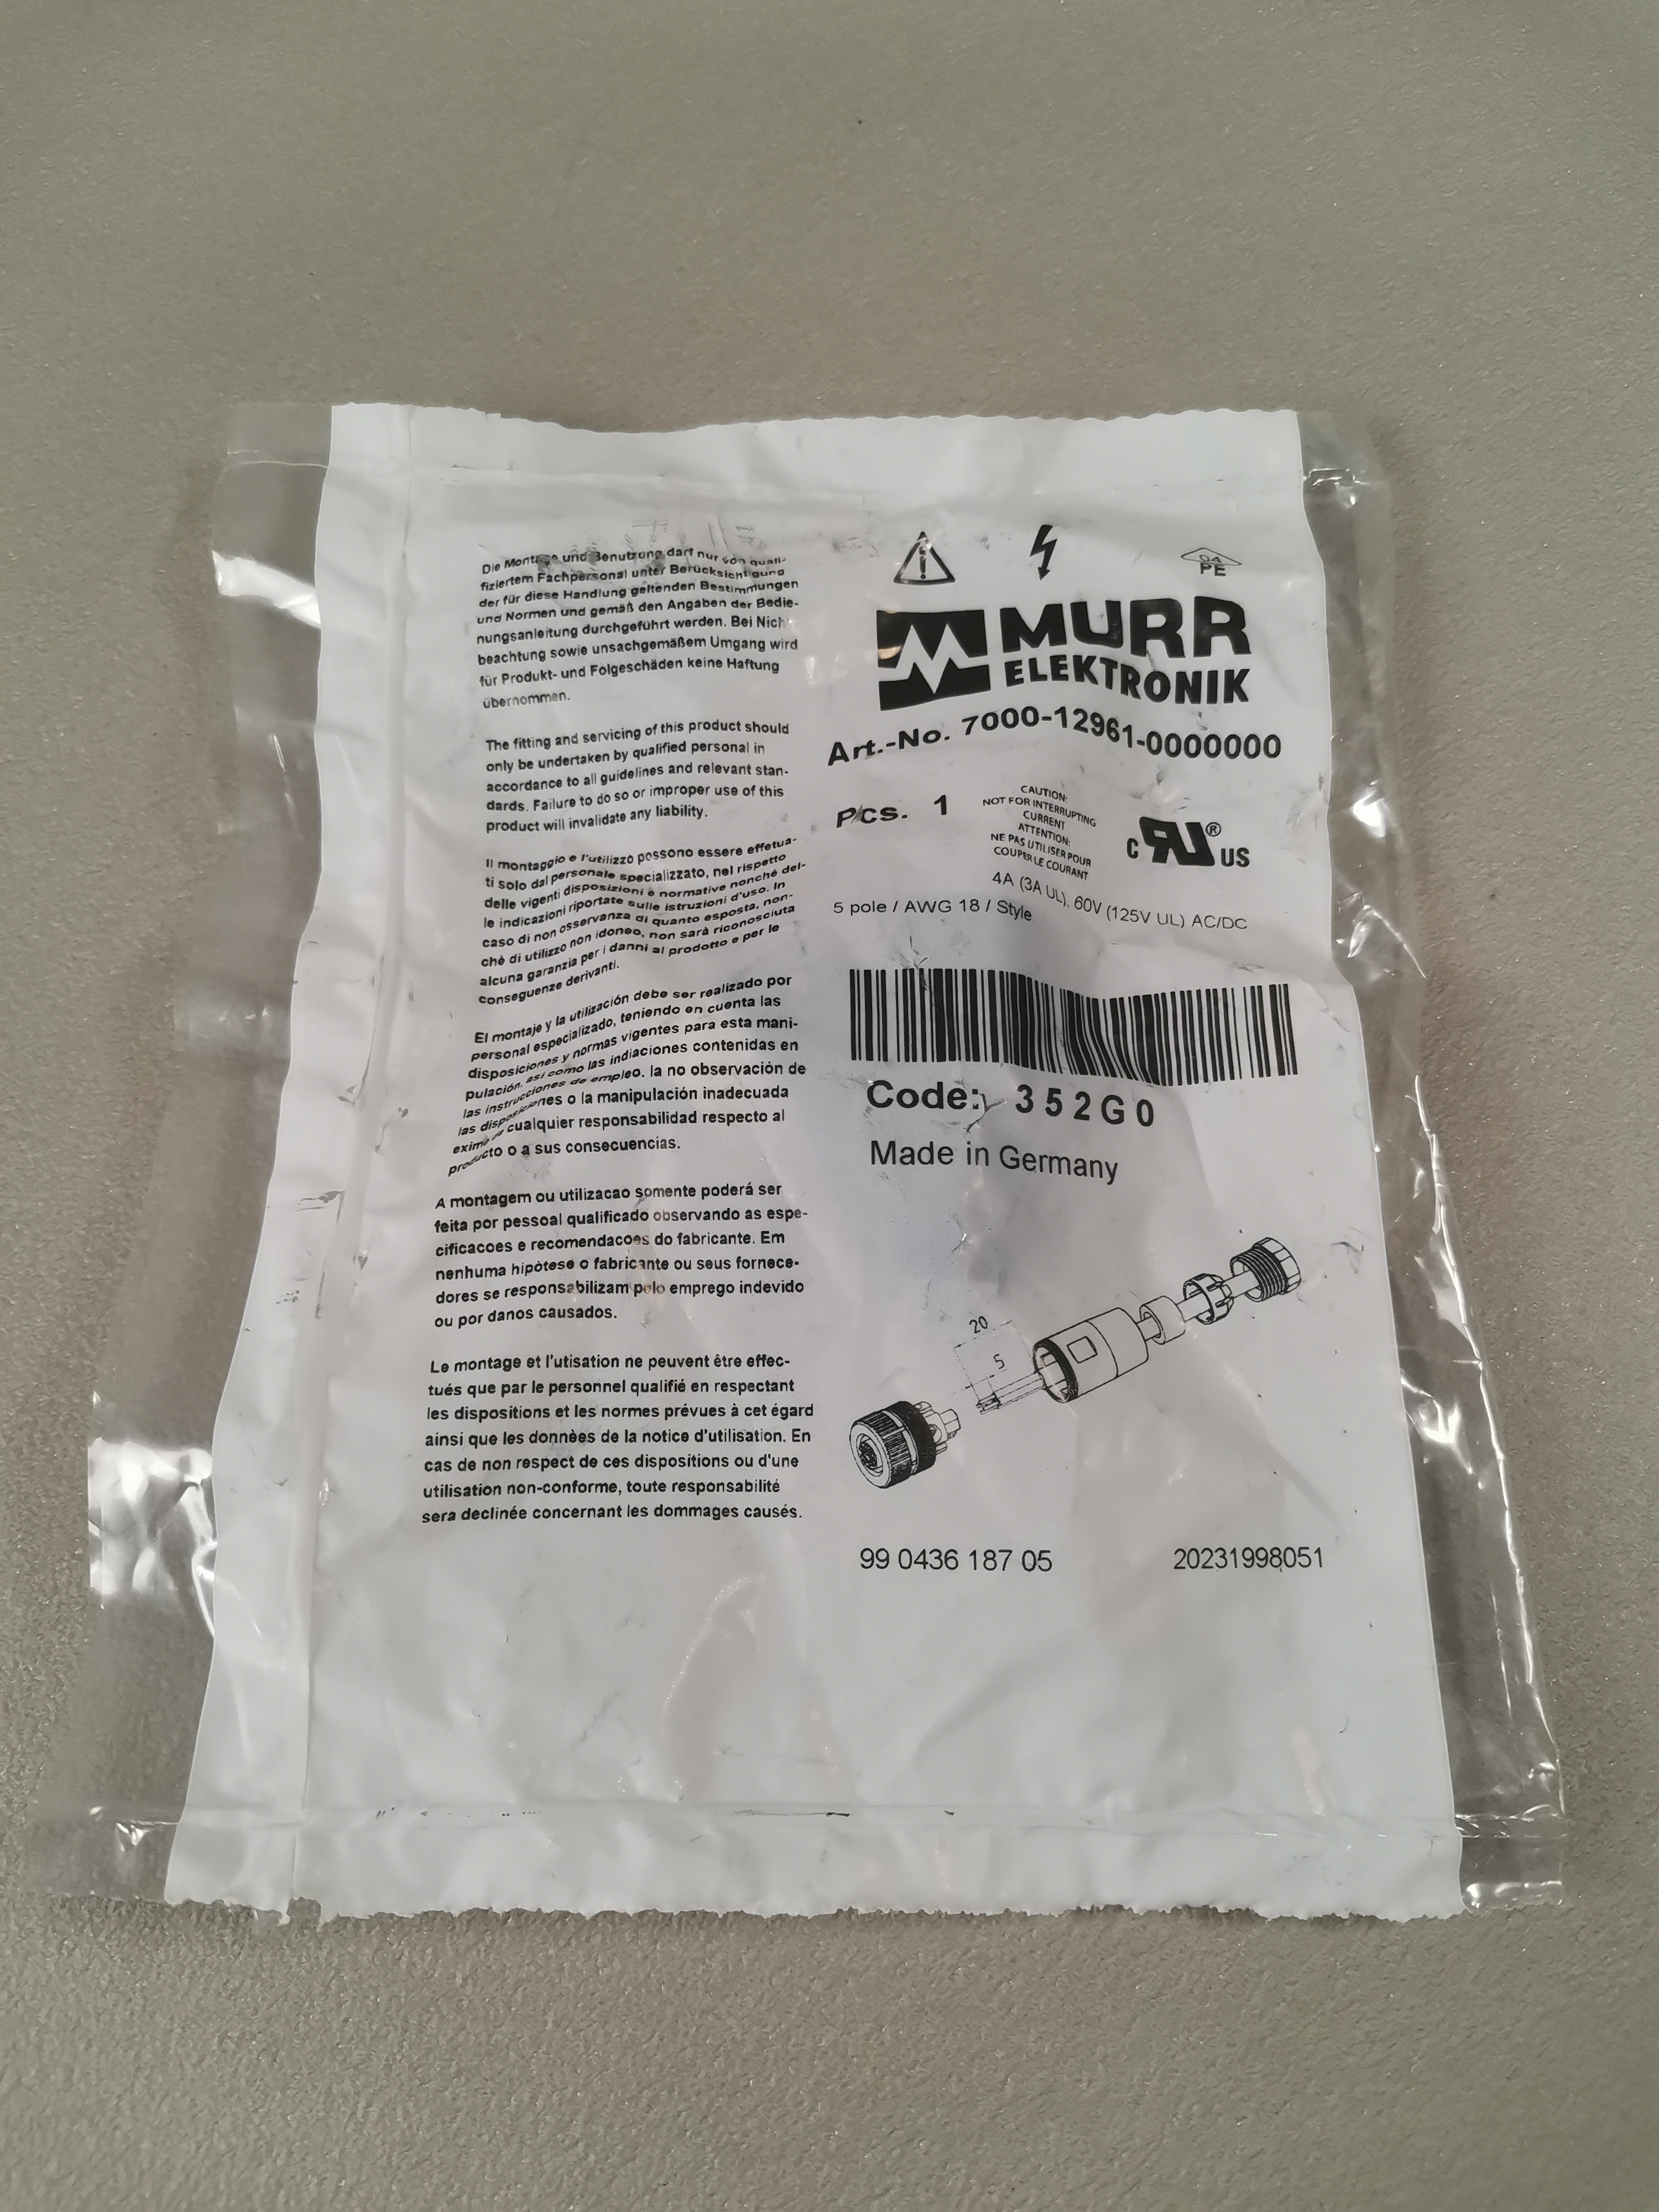 Die Montage und Benutzung darf nur von quali-
fiziertem Fachpersonal unter Berücksichtigung
der für diese Handlung geltenden Bestimmungen
und Normen und gemäß den Angaben der Bedie-
nungsanleitung durchgeführt werden. Bei Nicht-
beachtung sowie unsachgemäßem Umgang wird
für Produkt- und Folgeschäden keine Haftung
übernommen.
The fitting and servicing of this product should
only be undertaken by qualified personal in
accordance to all guidelines and relevant stan-
dards. Failure to do so or improper use of this
product will invalidate any liability.
Il montaggio e l'utilizzo possono essere effetua-
ti solo dal personale specializzato, nel rispetto
delle vigenti disposizioni e normative nonché del-
le indicazioni riportate sulle istruzioni d'uso. In
caso di non osservanza di quanto esposto, non-
chè di utilizzo non idoneo, non sarà riconosciuta
alcuna garanzia per i danni al prodotto e per le
conseguenze derivanti.
El montaje y la utilización debe ser realizado por
personal especializado, teniendo en cuenta las
disposiciones y normas vigentes para esta mani-
pulación, asi como las indiaciones contenidas en
las instrucciones de empleo. la no observación de
las disposiciones o la manipulación inadecuada
exime de cualquier responsabilidad respecto al
producto o a sus consecuencias.
A montagem ou utilizacao somente poderá ser
feita por pessoal qualificado observando as espe-
cificacoes e recomendacoes do fabricante. Em
nenhuma hipòtese o fabricante ou seus fornece-
dores se responsabilizam pelo emprego indevido
ou por danos causados.
Le montage et l'utisation ne peuvent être effec-
tués que par le personnel qualifié en respectant
les dispositions et les normes prévues à cet égard
ainsi que les donnèes de la notice d'utilisation. En
cas de non respect de ces dispositions ou d'une
utilisation non-conforme, toute responsabilité
sera declinée concernant les dommages causés.
04
PE
MURR
ELEKTRONIK
Art.-No. 7000-12961-0000000
Pcs. 1
CAUTION:
NOT FOR INTERRUPTING
CURRENT
ATTENTION:
NE PAS UTILISER POUR
COUPER LE COURANT
c RU ® US
4A (3A UL), 60V (125V UL) AC/DC
5 pole / AWG 18 / Style
Code: 352G0
Made in Germany
20
5
99 0436 187 05
20231998051